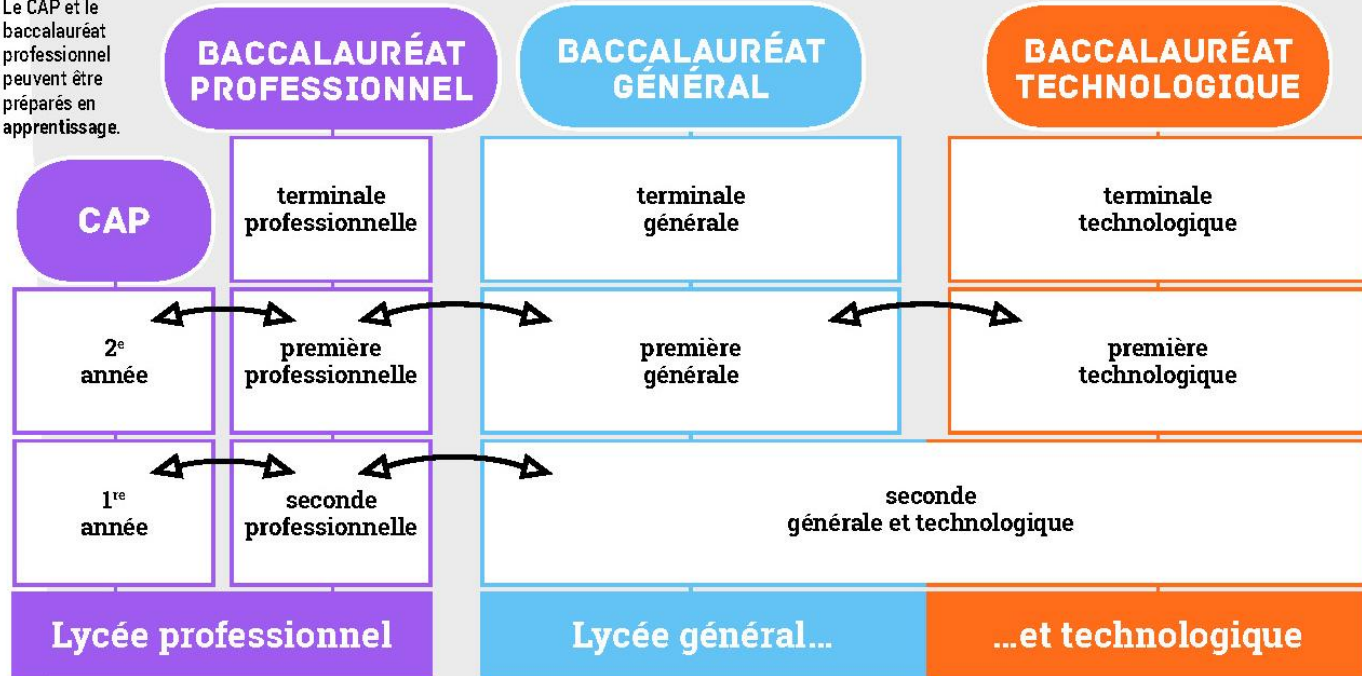 Le CAP et le
baccalauréat
professionnel
peuvent être
préparés en
apprentissage.
BACCALAURÉAT
PROFESSIONNEL
BACCALAURÉAT
GÉNÉRAL
BACCALAURÉAT
TECHNOLOGIQUE
CAP
terminale
professionnelle
terminale
générale
terminale
technologique
2e
année
première
professionnelle
première
générale
première
technologique
1re
année
seconde
professionnelle
seconde
générale et technologique
Lycée professionnel
Lycée général...
...et technologique